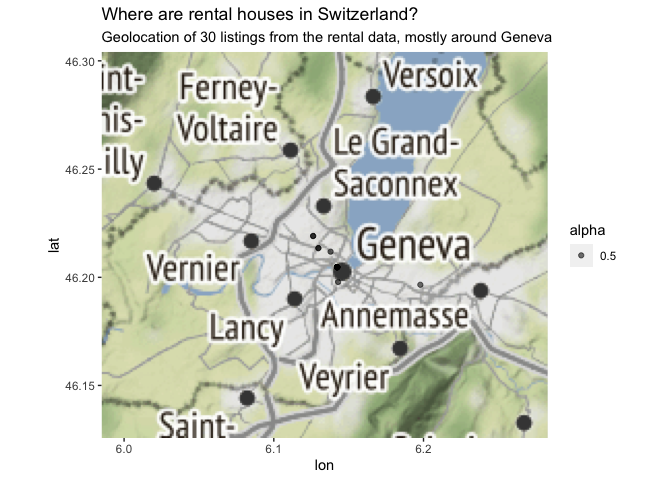 Where are rental houses in Switzerland?
Geolocation of 30 listings from the rental data, mostly around Geneva
46.30
46.25
46.20
46.15
lat
int-
nis-
illy
Ferney-
Voltaire
Versoix
Le Grand-
Saconnex
Geneva
Vernier
Lancy
Annemasse
Veyrier
Saint-
6.0
6.1
6.2
lon
alpha
0.5